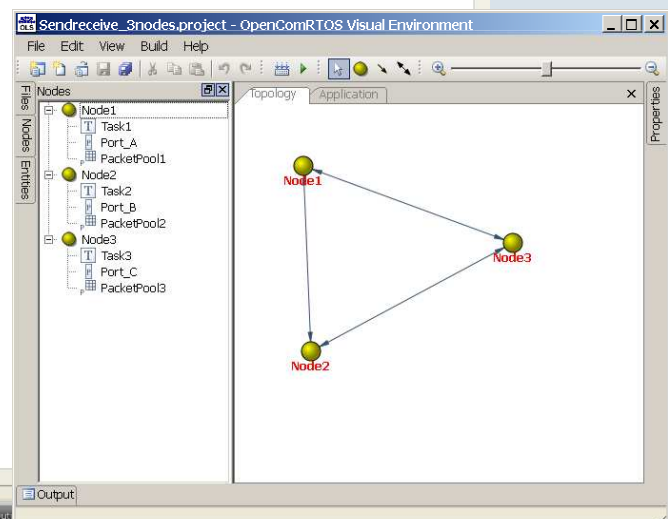 OLS
Sendreceive_3nodes.project - OpenComRTOS Visual Environment
File Edit View Build Help
Files
Nodes
Entities
Nodes
Node1
T Task1
P Port_A
P PacketPool1
Node2
T Task2
P Port_B
P PacketPool2
Node3
T Task3
P Port_C
P PacketPool3
Topology Application
Node1
Node3
Node2
Properties
Output